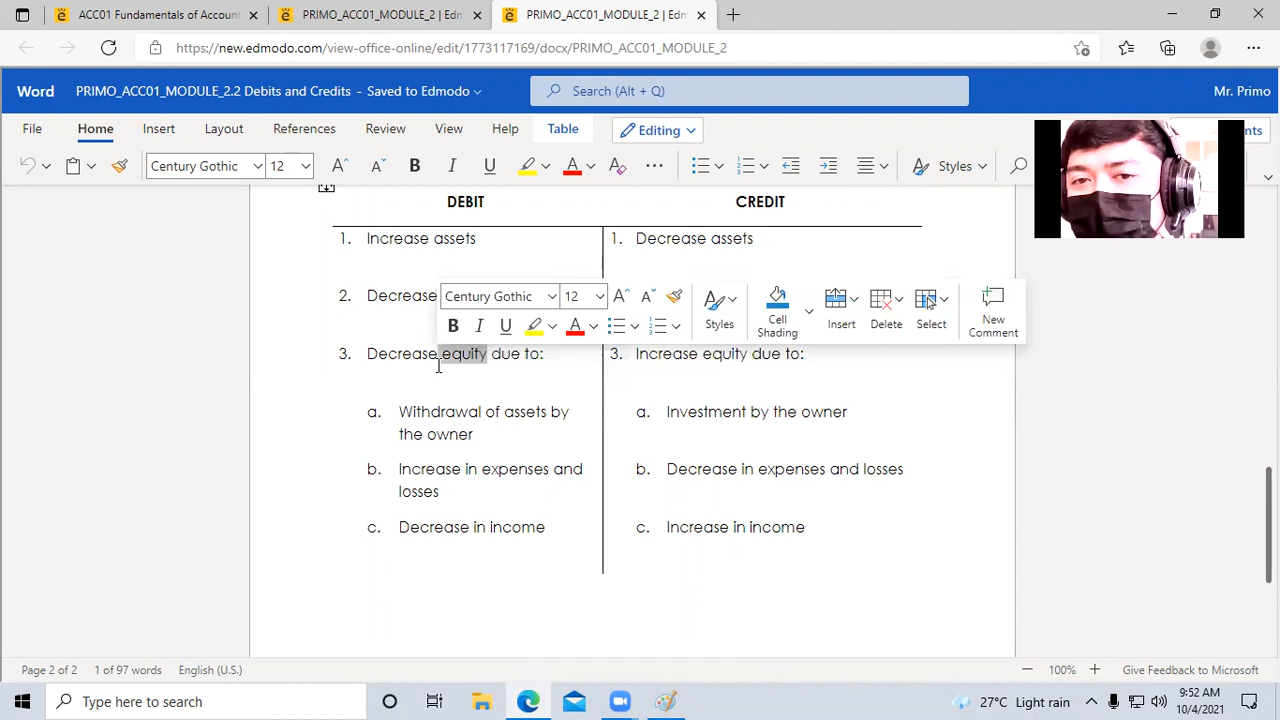 ACC01 Fundamentals of Accoun
PRIMO_MODULE_2 | Edm
PRIMO_MODULE_2 | Edm
https://new.edmodo.com/view-office-online/edit/1773117169/docx/PRIMO_ACC01_MODULE_2
Word
PRIMO_ACC01_MODULE_2.2 Debits and Credits - Saved to Edmodo
Search (Alt + Q)
Mr. Primo
File
Home
Insert
Layout
References
Review
View
Help
Table
Editing
nts
Century Gothic
12
Styles
DEBIT
CREDIT
1. Increase assets
1. Decrease assets
2. Decrease
Century Gothic
12
Styles
Cell Shading
Insert
Delete
Select
New Comment
3. Decrease equity due to:
3. Increase equity due to:
a. Withdrawal of assets by
the owner
a. Investment by the owner
b. Increase in expenses and
losses
b. Decrease in expenses and losses
c. Decrease in income
c. Increase in income
Page 2 of 2
1 of 97 words
English (U.S.)
100%
Give Feedback to Microsoft
Type here to search
27°C Light rain
9:52 AM
10/4/2021